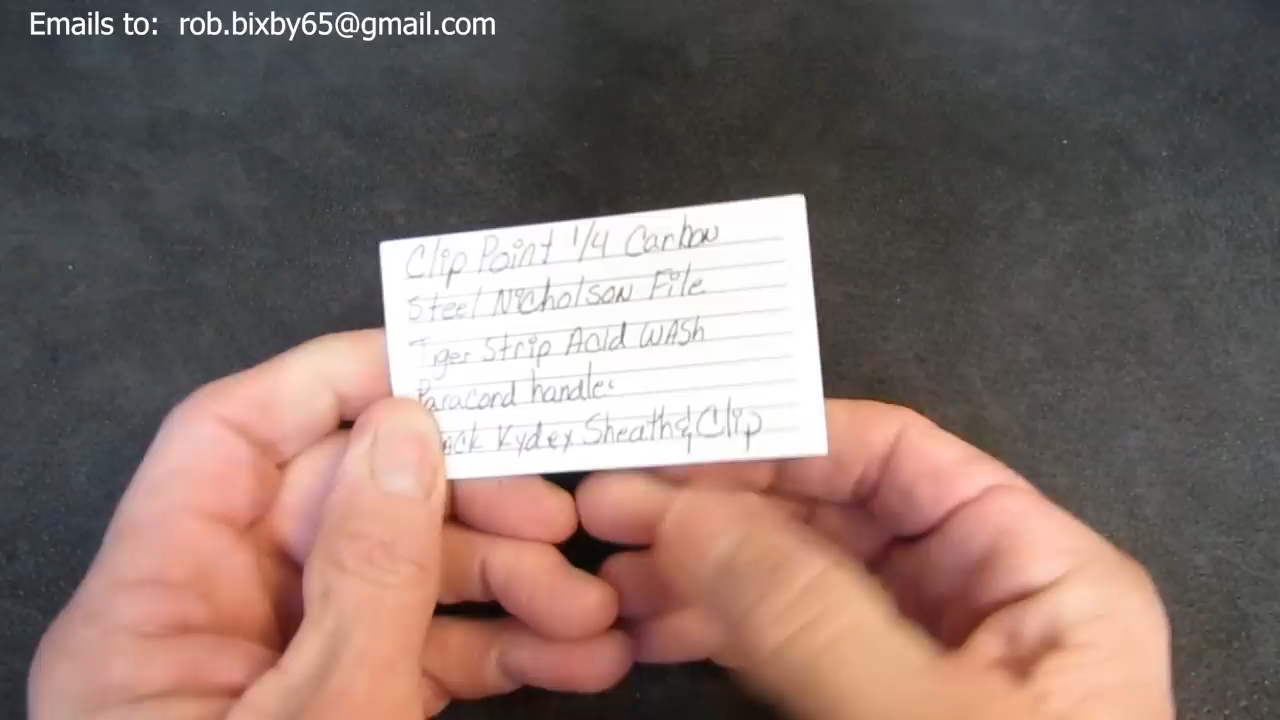 Emails to: rob.bixby65@gmail.com
Clip Point 1/4 Carbon
Steel Nicholson File
Tiger Strip Acid WASh
Paracord handle
Kydex Sheath & Clip